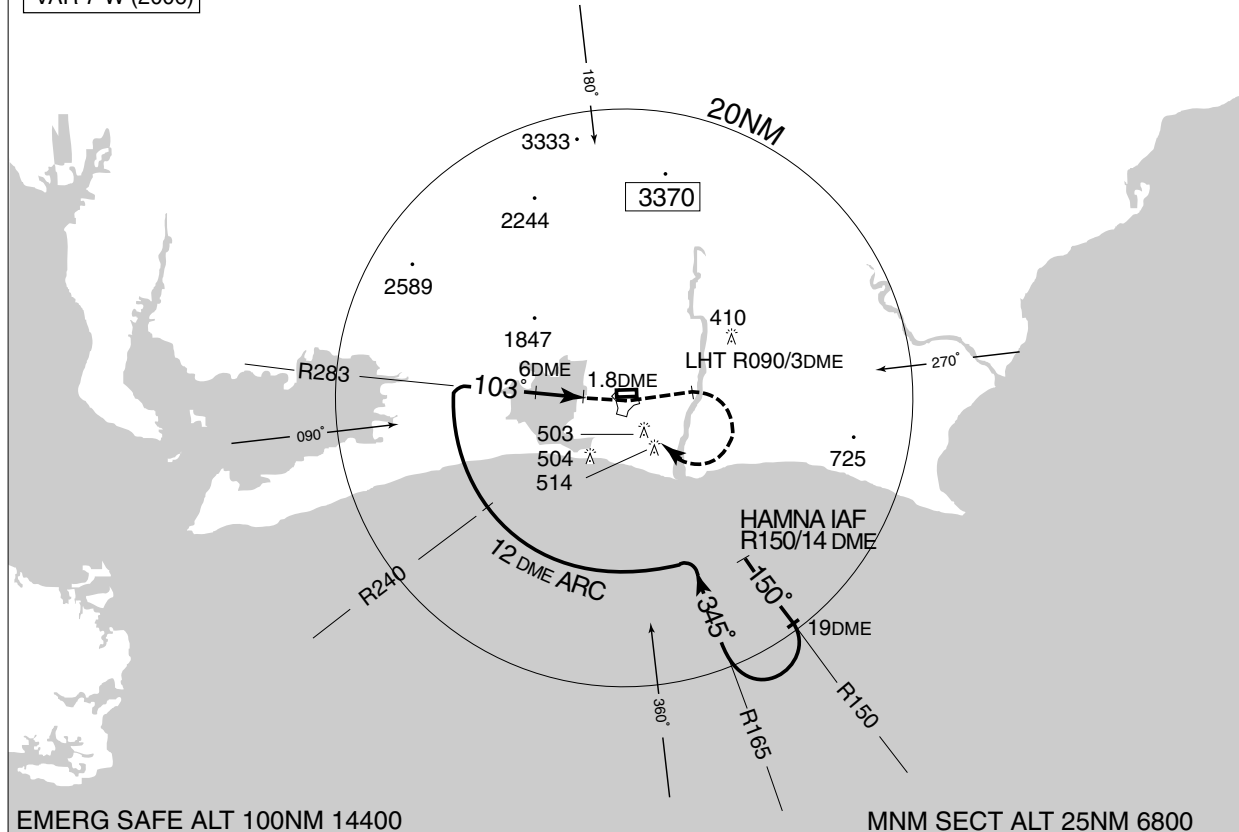 180°
20NM
3333
3370
2244
2589
1847
410
LHT R090/3DME
6DME
1.8DME
270°
R283
103°
090°
503
504
514
725
HAMNA IAF
R150/14 DME
150°
12 DME ARC
R240
345°
19DME
360°
R165
R150
EMERG SAFE ALT 100NM 14400
MNM SECT ALT 25NM 6800